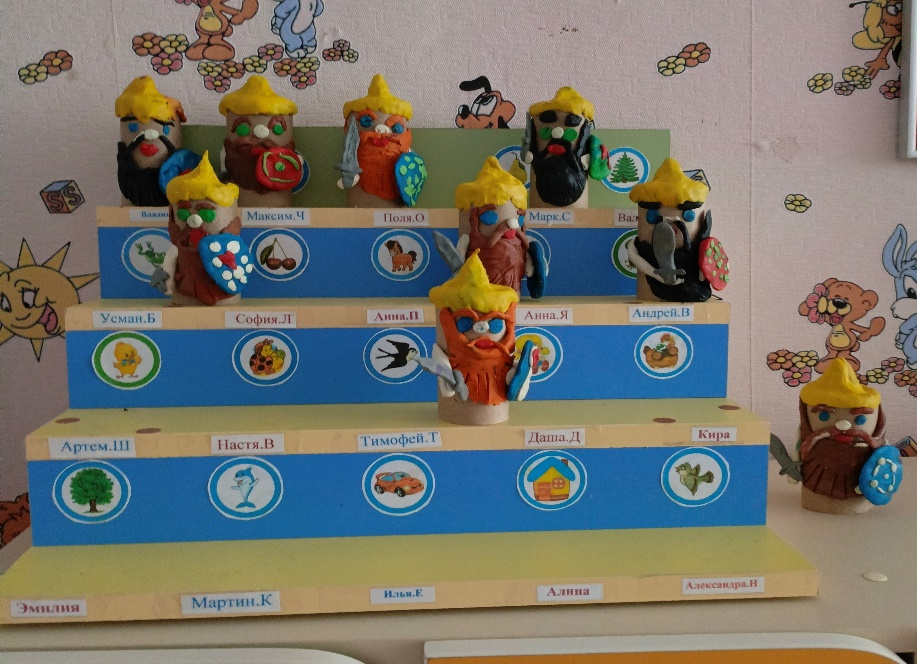 Максим.Ч
Поля.О
Марк.С
Усман.Б
София.Л
Анна.П
Анна.Я
Андрей.В
Артем.Ш
Настя.В
Тимофей.Т
Даша.Д
Кира
Эмилия
Мартин.К
Илья.Е
Алина
Александра.Н